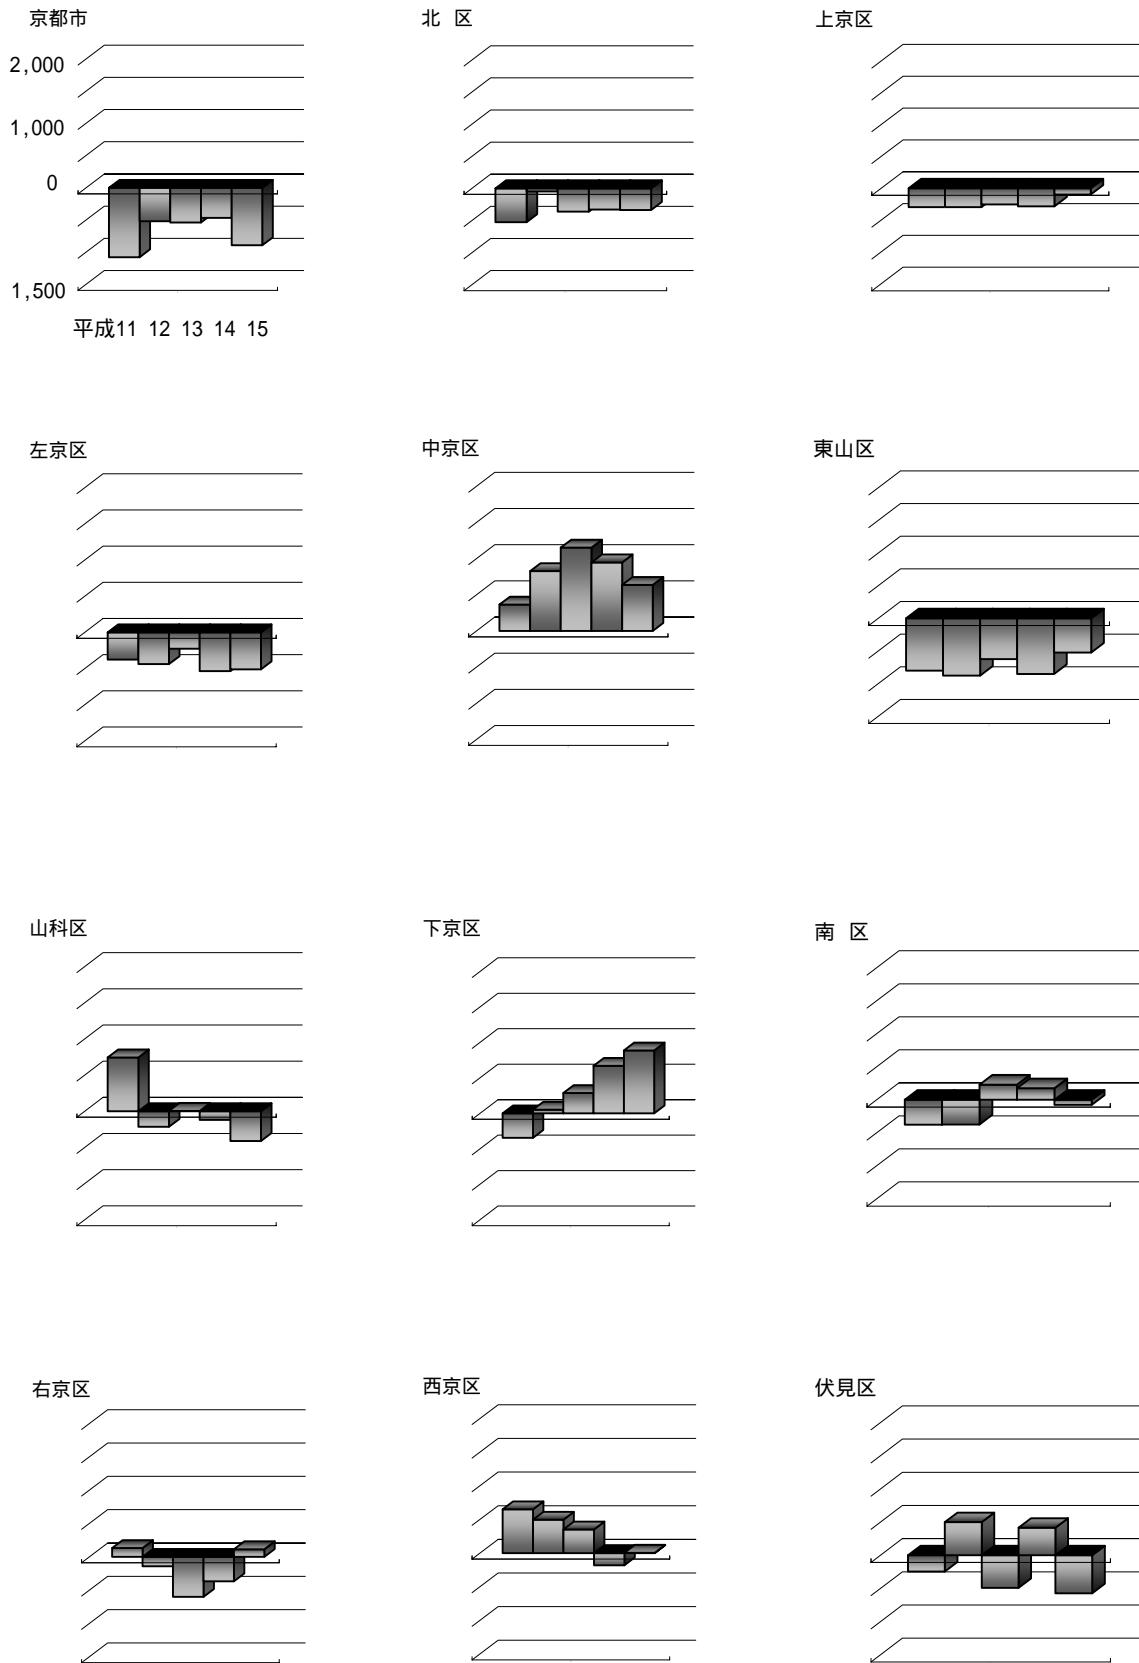 京都市
北 区
上京区
2,000
1,000
0
1,500
平成11 12 13 14 15
左京区
中京区
東山区
山科区
下京区
南 区
右京区
西京区
伏見区